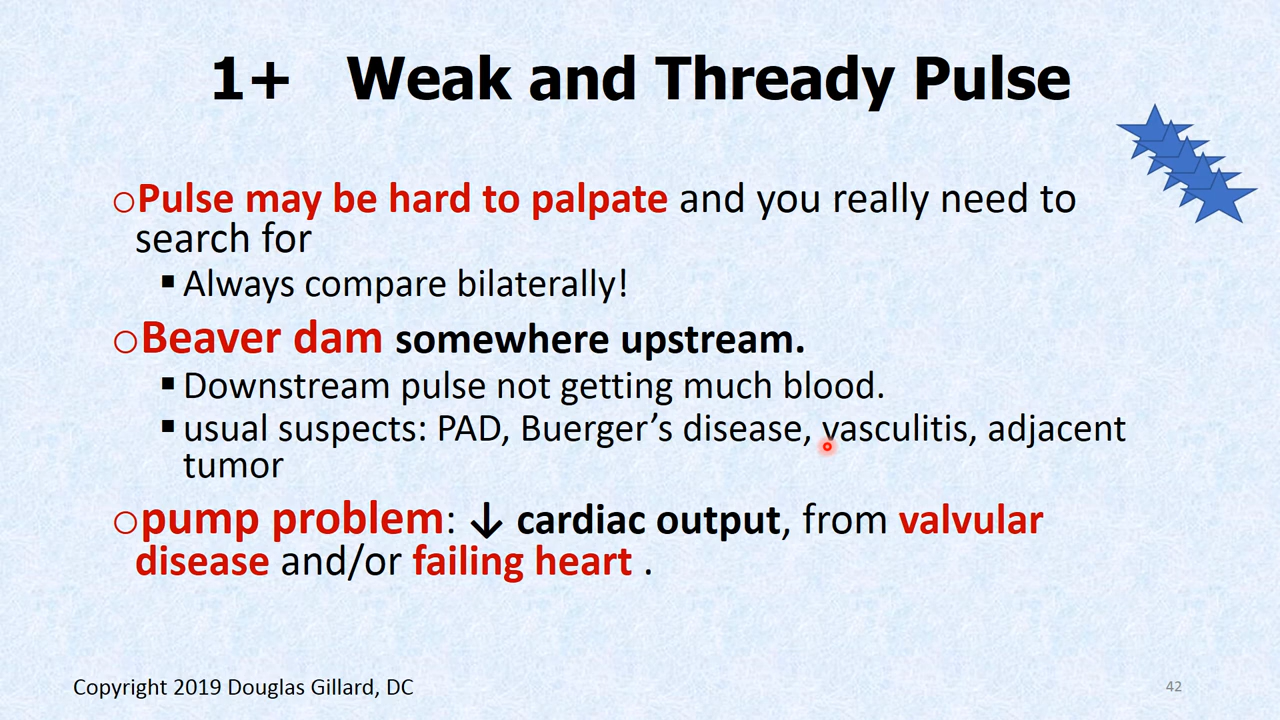 1+ Weak and Thready Pulse
oPulse may be hard to palpate and you really need to
search for
▪ Always compare bilaterally!
oBeaver dam somewhere upstream.
▪ Downstream pulse not getting much blood.
▪ usual suspects: PAD, Buerger’s disease, vasculitis, adjacent
tumor
opump problem: ↓ cardiac output, from valvular
disease and/or failing heart .
Copyright 2019 Douglas Gillard, DC
42